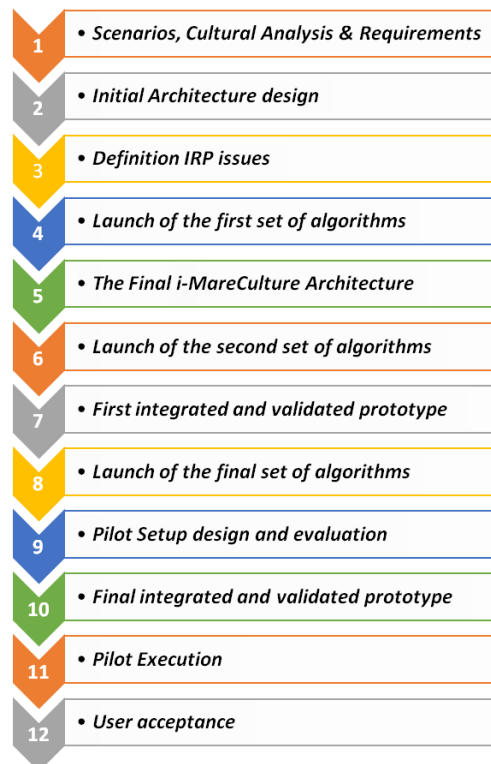 1
• Scenarios, Cultural Analysis & Requirements
2
• Initial Architecture design
3
• Definition IRP issues
4
• Launch of the first set of algorithms
5
• The Final i-MareCulture Architecture
6
• Launch of the second set of algorithms
7
• First integrated and validated prototype
8
• Launch of the final set of algorithms
9
• Pilot Setup design and evaluation
10
• Final integrated and validated prototype
11
• Pilot Execution
12
• User acceptance